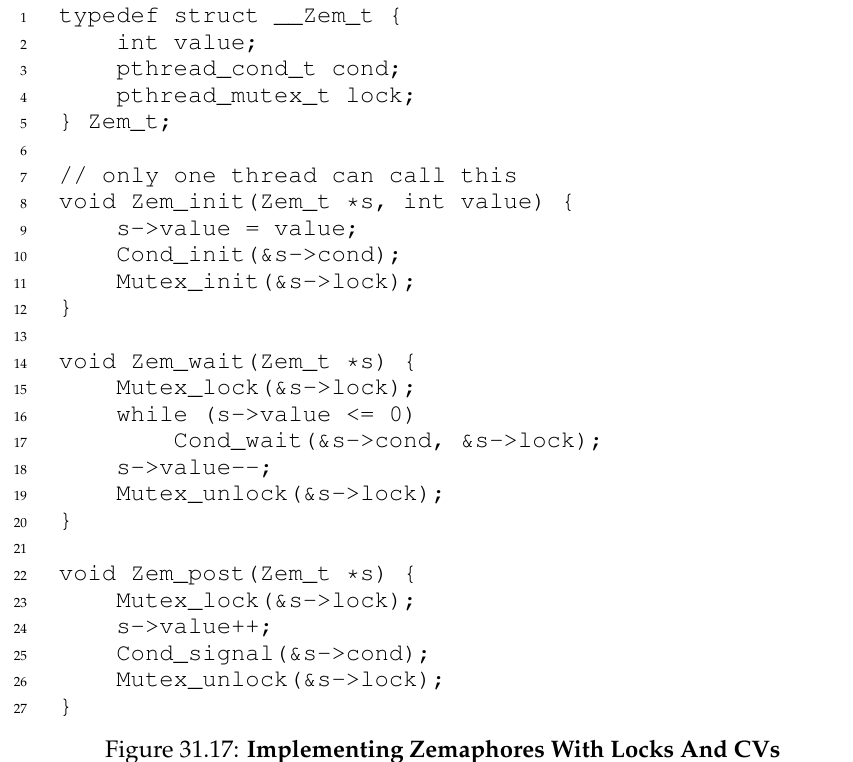 1 typedef struct __Zem_t {
2     int value;
3     pthread_cond_t cond;
4     pthread_mutex_t lock;
5 } Zem_t;
6
7 // only one thread can call this
8 void Zem_init(Zem_t *s, int value) {
9     s->value = value;
10     Cond_init(&s->cond);
11     Mutex_init(&s->lock);
12 }
13
14 void Zem_wait(Zem_t *s) {
15     Mutex_lock(&s->lock);
16     while (s->value <= 0)
17         Cond_wait(&s->cond, &s->lock);
18     s->value--;
19     Mutex_unlock(&s->lock);
20 }
21
22 void Zem_post(Zem_t *s) {
23     Mutex_lock(&s->lock);
24     s->value++;
25     Cond_signal(&s->cond);
26     Mutex_unlock(&s->lock);
27 }
Figure 31.17: Implementing Zemaphores With Locks And CVs